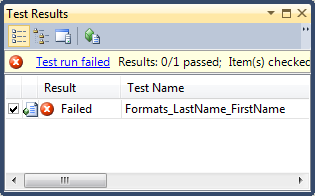 Test Results
Test run failed Results: 0/1 passed; Item(s) checked
Result Test Name
Failed Formats_LastName_FirstName